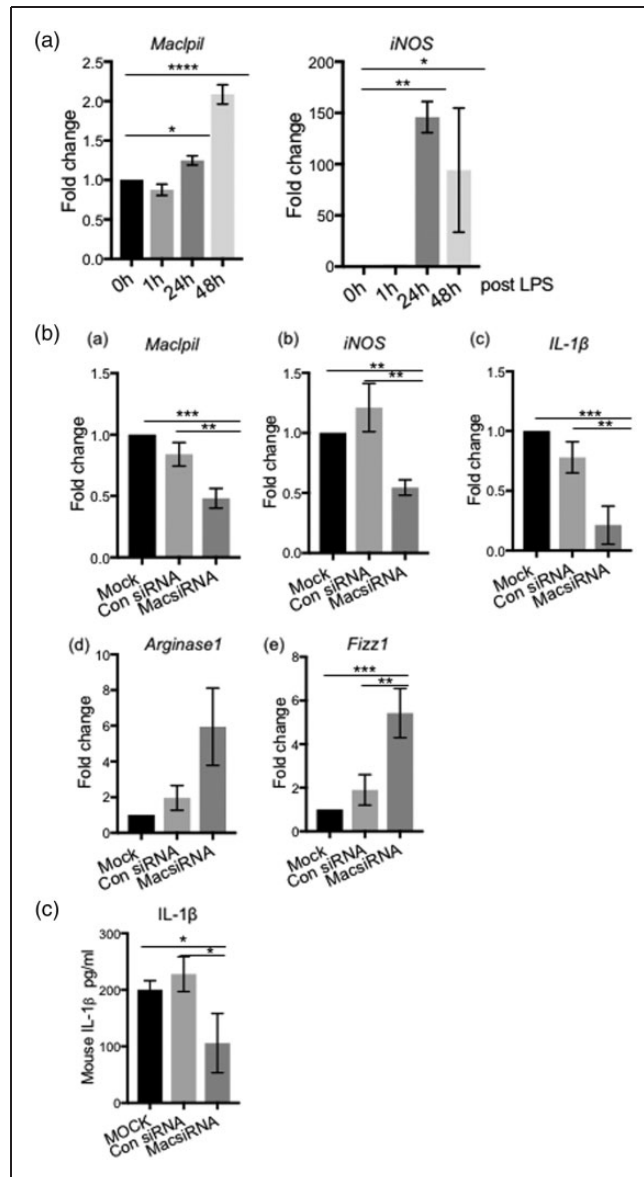 (a)
Maclpil
****
*
Fold change
2.5
2.0
1.5
1.0
0.5
0.0
0h
1h
24h
48h
iNOS
*
**
Fold change
200
150
100
50
0
0h
1h
24h
48h
post LPS
(b)
(a)
Maclpil
***
**
Fold change
1.5
1.0
0.5
0.0
Mock
Con siRNA
MacsiRNA
(b)
iNOS
**
**
Fold change
1.5
1.0
0.5
0.0
Mock
Con siRNA
MacsiRNA
(c)
IL-1β
***
**
Fold change
1.5
1.0
0.5
0.0
Mock
Con siRNA
MacsiRNA
(d)
Arginase1
Fold change
10
8
6
4
2
0
Mock
Con siRNA
MacsiRNA
(e)
Fizz1
***
**
Fold change
8
6
4
2
0
Mock
Con siRNA
MacsiRNA
(c)
IL-1β
*
*
Mouse IL-1β pg/ml
300
200
100
0
MOCK
Con siRNA
MacsiRNA